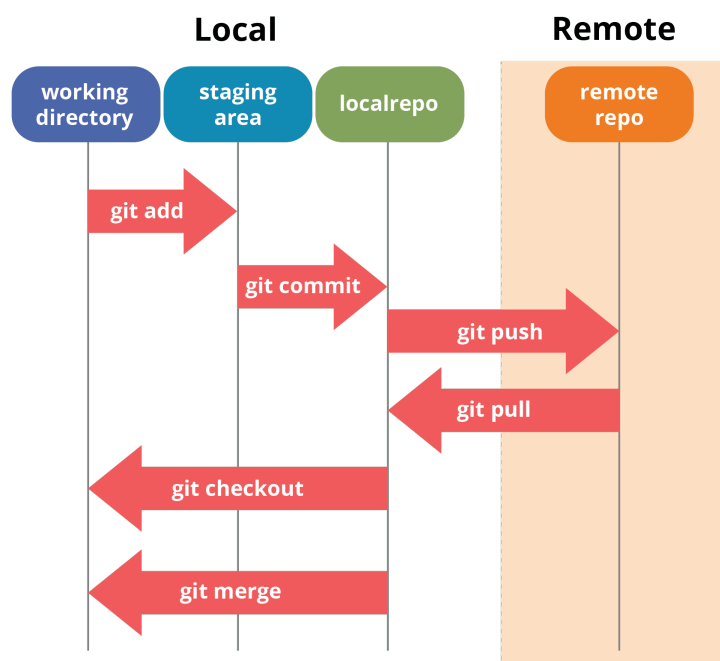 Local
Remote
working
directory
staging
area
localrepo
remote
repo
git add
git commit
git push
git pull
git checkout
git merge